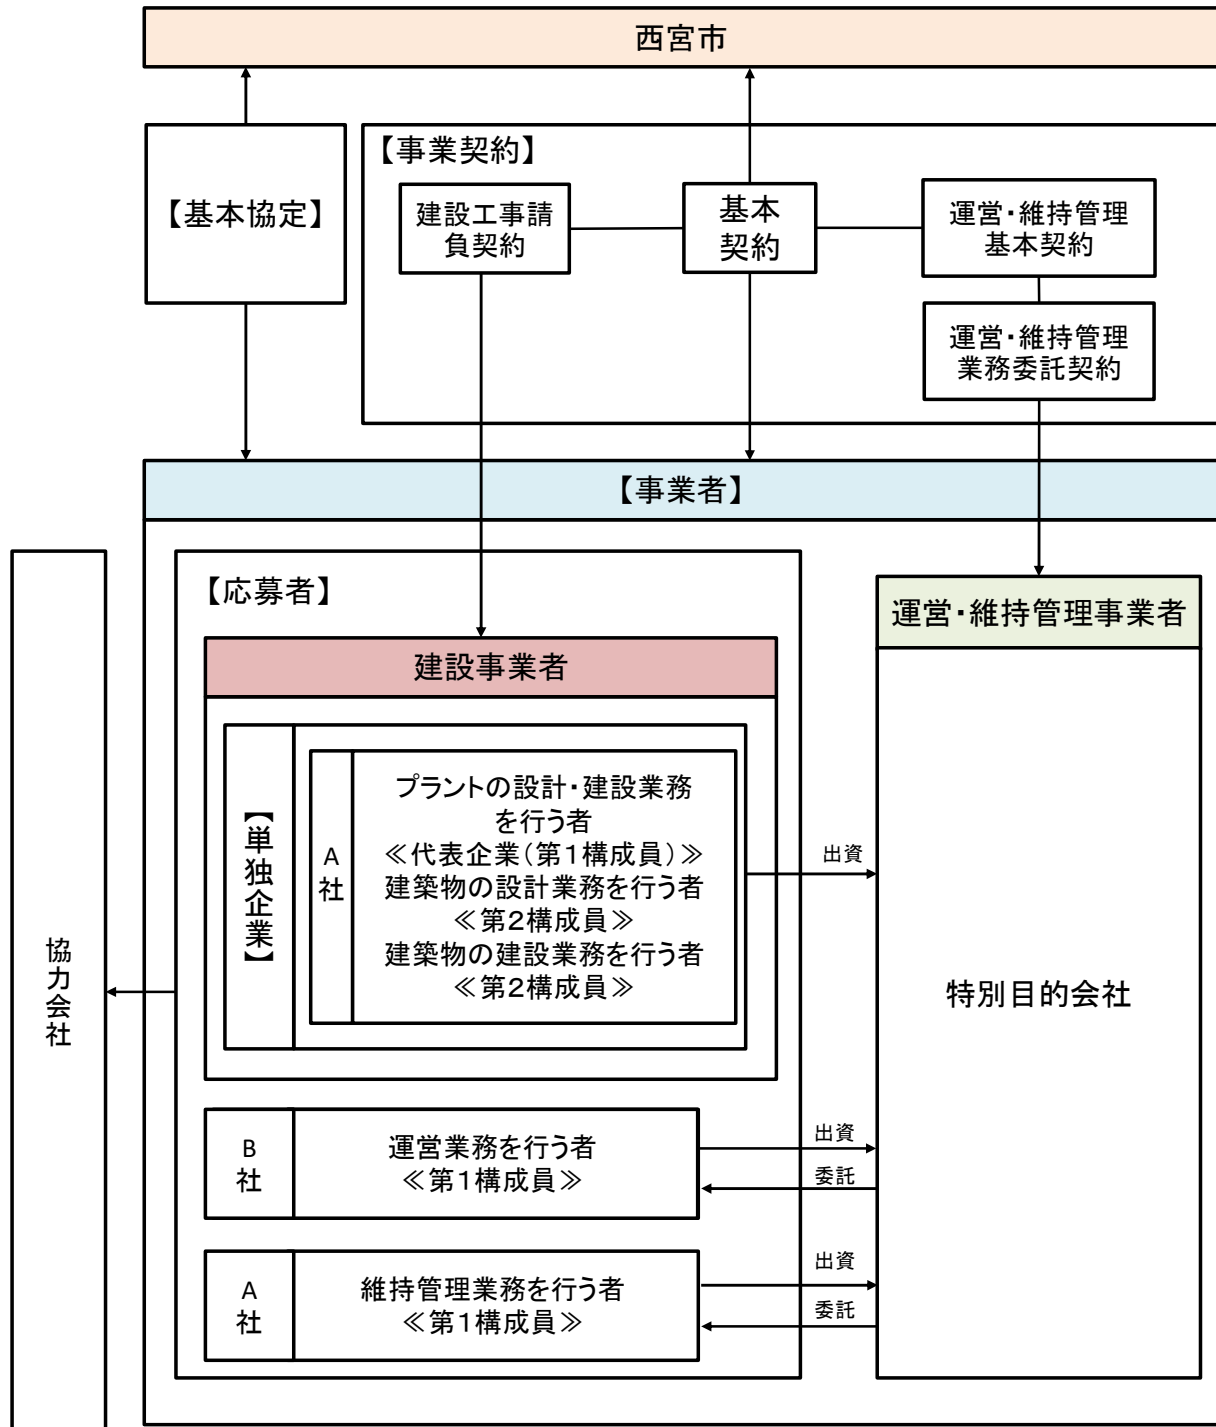 西宮市
【基本協定】
【事業契約】
建設工事請
負契約
基本
契約
運営・維持管理
基本契約
運営・維持管理
業務委託契約
【事業者】
協力会社
【応募者】
建設事業者
【単独企業】
A
社
プラントの設計・建設業務
を行う者
≪代表企業(第1構成員)≫
建築物の設計業務を行う者
≪第2構成員≫
建築物の建設業務を行う者
≪第2構成員≫
出資
運営・維持管理事業者
特別目的会社
B
社
運営業務を行う者
≪第1構成員≫
出資
委託
A
社
維持管理業務を行う者
≪第1構成員≫
出資
委託